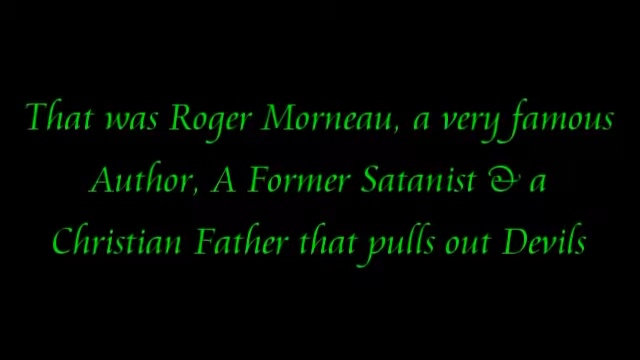 That was Roger Morneau, a very famous
Author, A Former Satanist & a
Christian Father that pulls out Devils